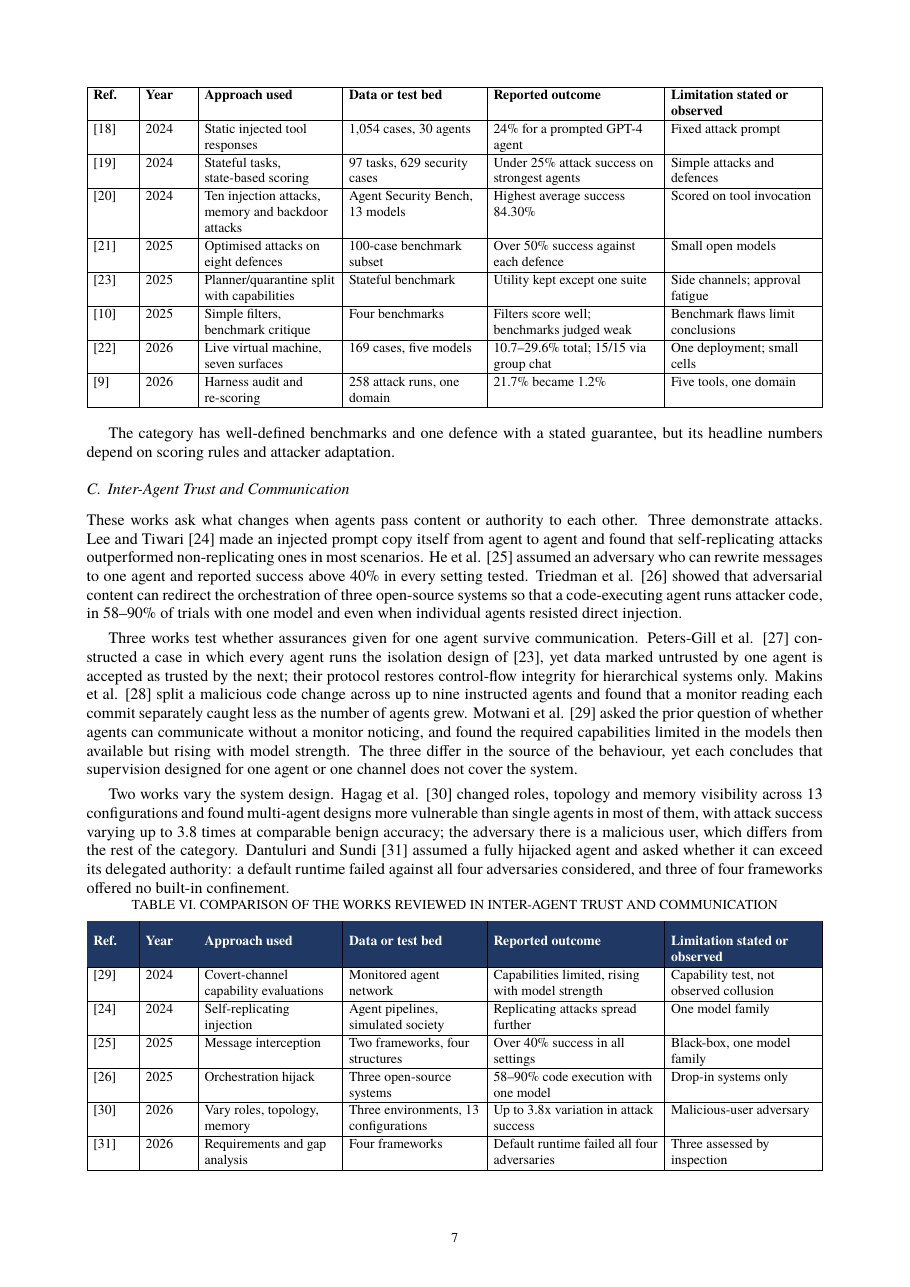 Ref. Year Approach used Data or test bed Reported outcome Limitation stated or
observed
[18] 2024 Static injected tool 1,054 cases, 30 agents 24% for a prompted GPT-4 Fixed attack prompt
responses agent
[19] 2024 Stateful tasks, 97 tasks, 629 security Under 25% attack success on Simple attacks and
state-based scoring cases strongest agents defences
[20] 2024 Ten injection attacks, Agent Security Bench, Highest average success Scored on tool invocation
memory and backdoor 13 models 84.30%
attacks
[21] 2025 Optimised attacks on 100-case benchmark Over 50% success against Small open models
eight defences subset each defence
[23] 2025 Planner/quarantine split Stateful benchmark Utility kept except one suite Side channels; approval
with capabilities fatigue
[10] 2025 Simple filters, Four benchmarks Filters score well; Benchmark flaws limit
benchmark critique benchmarks judged weak conclusions
[22] 2026 Live virtual machine, 169 cases, five models 10.7–29.6% total; 15/15 via One deployment; small
seven surfaces group chat cells
[9] 2026 Harness audit and 258 attack runs, one 21.7% became 1.2% Five tools, one domain
re-scoring domain
The category has well-defined benchmarks and one defence with a stated guarantee, but its headline numbers
depend on scoring rules and attacker adaptation.
C. Inter-Agent Trust and Communication
These works ask what changes when agents pass content or authority to each other. Three demonstrate attacks.
Lee and Tiwari [24] made an injected prompt copy itself from agent to agent and found that self-replicating attacks
outperformed non-replicating ones in most scenarios. He et al. [25] assumed an adversary who can rewrite messages
to one agent and reported success above 40% in every setting tested. Triedman et al. [26] showed that adversarial
content can redirect the orchestration of three open-source systems so that a code-executing agent runs attacker code,
in 58–90% of trials with one model and even when individual agents resisted direct injection.
Three works test whether assurances given for one agent survive communication. Peters-Gill et al. [27] con-
structed a case in which every agent runs the isolation design of [23], yet data marked untrusted by one agent is
accepted as trusted by the next; their protocol restores control-flow integrity for hierarchical systems only. Makins
et al. [28] split a malicious code change across up to nine instructed agents and found that a monitor reading each
commit separately caught less as the number of agents grew. Motwani et al. [29] asked the prior question of whether
agents can communicate without a monitor noticing, and found the required capabilities limited in the models then
available but rising with model strength. The three differ in the source of the behaviour, yet each concludes that
supervision designed for one agent or one channel does not cover the system.
Two works vary the system design. Hagag et al. [30] changed roles, topology and memory visibility across 13
configurations and found multi-agent designs more vulnerable than single agents in most of them, with attack success
varying up to 3.8 times at comparable benign accuracy; the adversary there is a malicious user, which differs from
the rest of the category. Dantuluri and Sundi [31] assumed a fully hijacked agent and asked whether it can exceed
its delegated authority: a default runtime failed against all four adversaries considered, and three of four frameworks
offered no built-in confinement.
TABLE VI. COMPARISON OF THE WORKS REVIEWED IN INTER-AGENT TRUST AND COMMUNICATION
Ref. Year Approach used Data or test bed Reported outcome Limitation stated or
observed
[29] 2024 Covert-channel Monitored agent Capabilities limited, rising Capability test, not
capability evaluations network with model strength observed collusion
[24] 2024 Self-replicating Agent pipelines, Replicating attacks spread One model family
injection simulated society further
[25] 2025 Message interception Two frameworks, four Over 40% success in all Black-box, one model
structures settings family
[26] 2025 Orchestration hijack Three open-source 58–90% code execution with Drop-in systems only
systems one model
[30] 2026 Vary roles, topology, Three environments, 13 Up to 3.8x variation in attack Malicious-user adversary
memory configurations success
[31] 2026 Requirements and gap Four frameworks Default runtime failed all four Three assessed by
analysis adversaries inspection
7